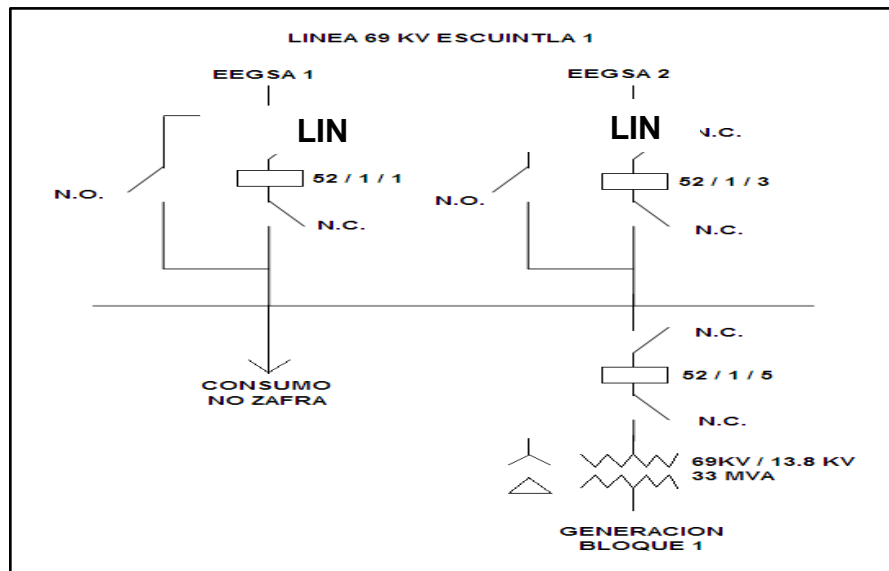 LINEA 69 KV ESCUINTLA 1
EEGSA 1
EEGSA 2
LIN
LIN
N.C.
52 / 1 / 1
52 / 1 / 3
N.O.
N.O.
N.C.
N.C.
N.C.
CONSUMO
NO ZAFRA
52 / 1 / 5
N.C.
69KV / 13.8 KV
33 MVA
GENERACION
BLOQUE 1